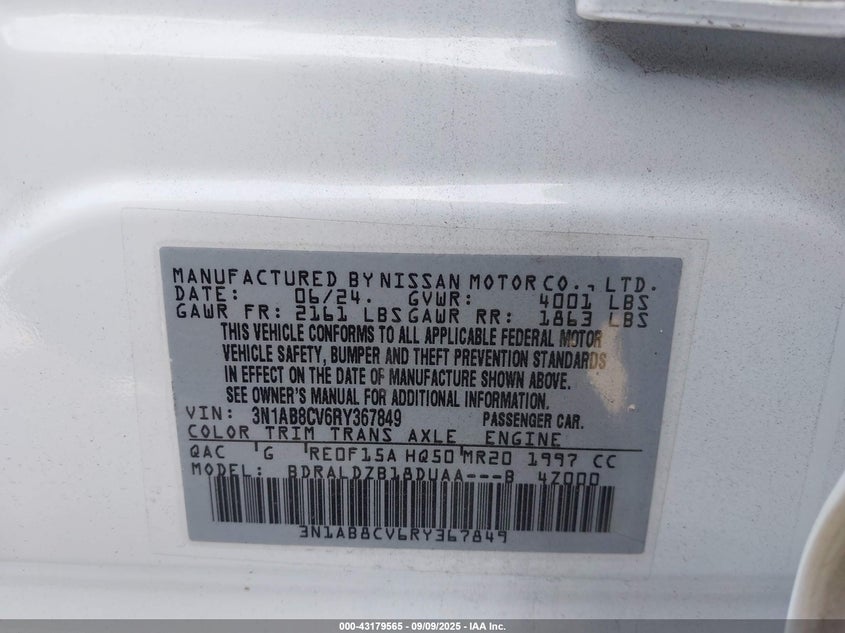 MANUFACTURED BY NISSAN MOTOR CO., LTD.
DATE: 06/24. GVWR: 4001 LBS
GAWR FR: 2161 LBS GAWR RR: 1863 LBS
THIS VEHICLE CONFORMS TO ALL APPLICABLE FEDERAL MOTOR
VEHICLE SAFETY, BUMPER AND THEFT PREVENTION STANDARDS
IN EFFECT ON THE DATE OF MANUFACTURE SHOWN ABOVE.
SEE OWNER'S MANUAL FOR ADDITIONAL INFORMATION.
VIN: 3N1AB8CV6RY367849 PASSENGER CAR.
COLOR TRIM TRANS AXLE ENGINE
QAC G RE0F15A HQ50 MR20 1997 CC
MODEL: BDRALDZB18DUAA---B 4Z000
3N1AB8CV6RY367849
000-43179565 - 09/09/2025 - IAA Inc.